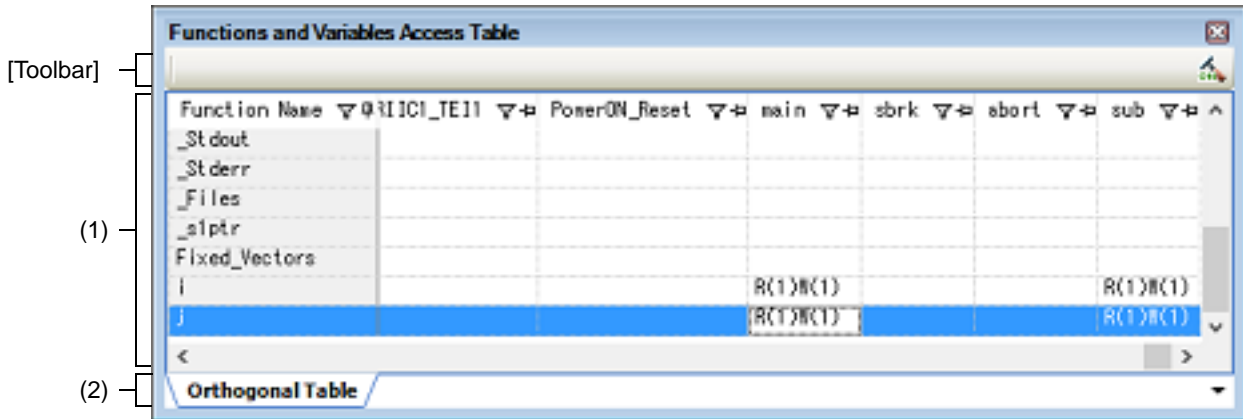 Functions and Variables Access Table
[Toolbar]
Function Name RIIC1_TEI1 PowerON_Reset main sbrk abort sub
_Stdout
_Stderr
_Files
(1) _s1ptr
Fixed_Vectors
i R(1)W(1) R(1)W(1)
j R(1)W(1) R(1)W(1)
(2) Orthogonal Table